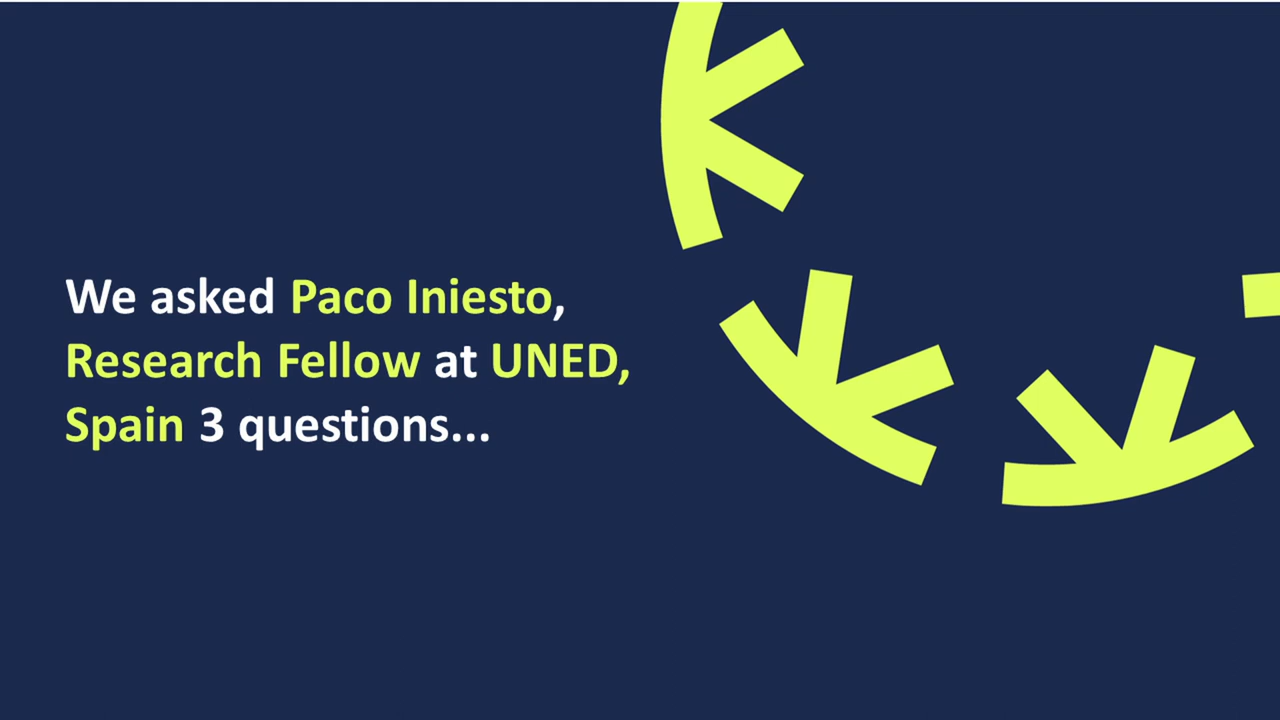 We asked Paco Iniesto,
Research Fellow at UNED,
Spain 3 questions...